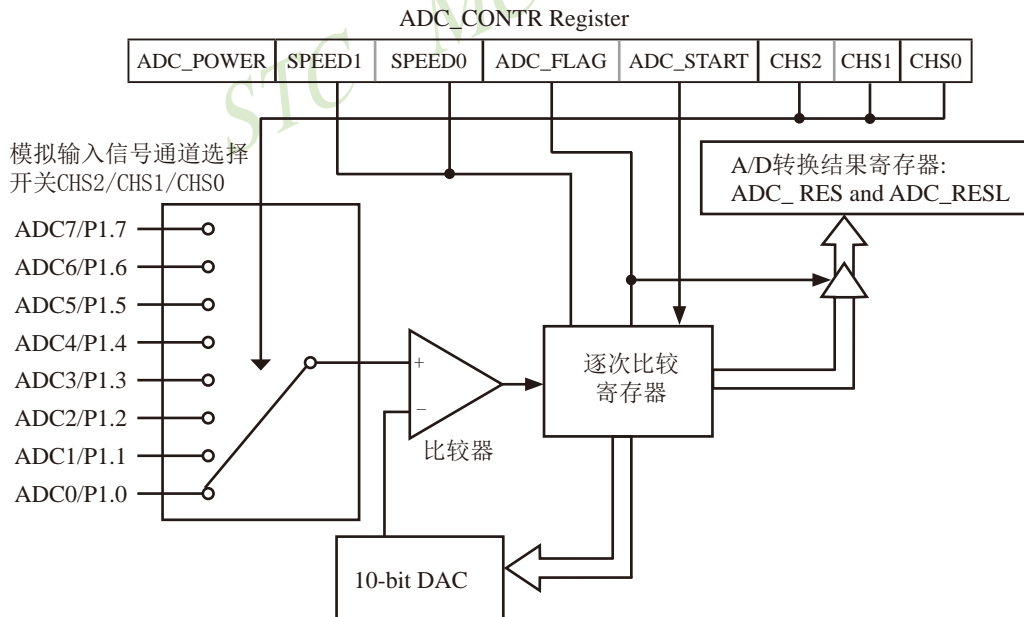 ADC_CONTR Register
ADC_POWER SPEED1 SPEED0 ADC_FLAG ADC_START CHS2 CHS1 CHS0
STC MC
模拟输入信号通道选择
开关CHS2/CHS1/CHS0
A/D转换结果寄存器:
ADC_ RES and ADC_RESL
ADC7/P1.7
ADC6/P1.6
ADC5/P1.5
ADC4/P1.4
ADC3/P1.3
ADC2/P1.2
ADC1/P1.1
ADC0/P1.0
+
−
比较器
逐次比较
寄存器
10-bit DAC